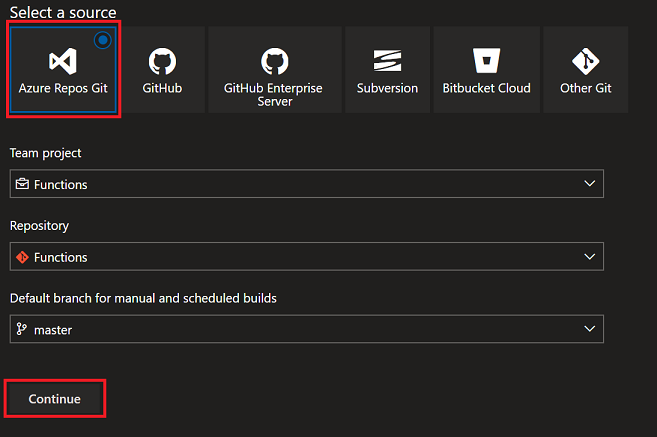 Select a source
Azure Repos Git
GitHub
GitHub Enterprise
Server
Subversion
Bitbucket Cloud
Other Git
Team project
Functions
Repository
Functions
Default branch for manual and scheduled builds
master
Continue